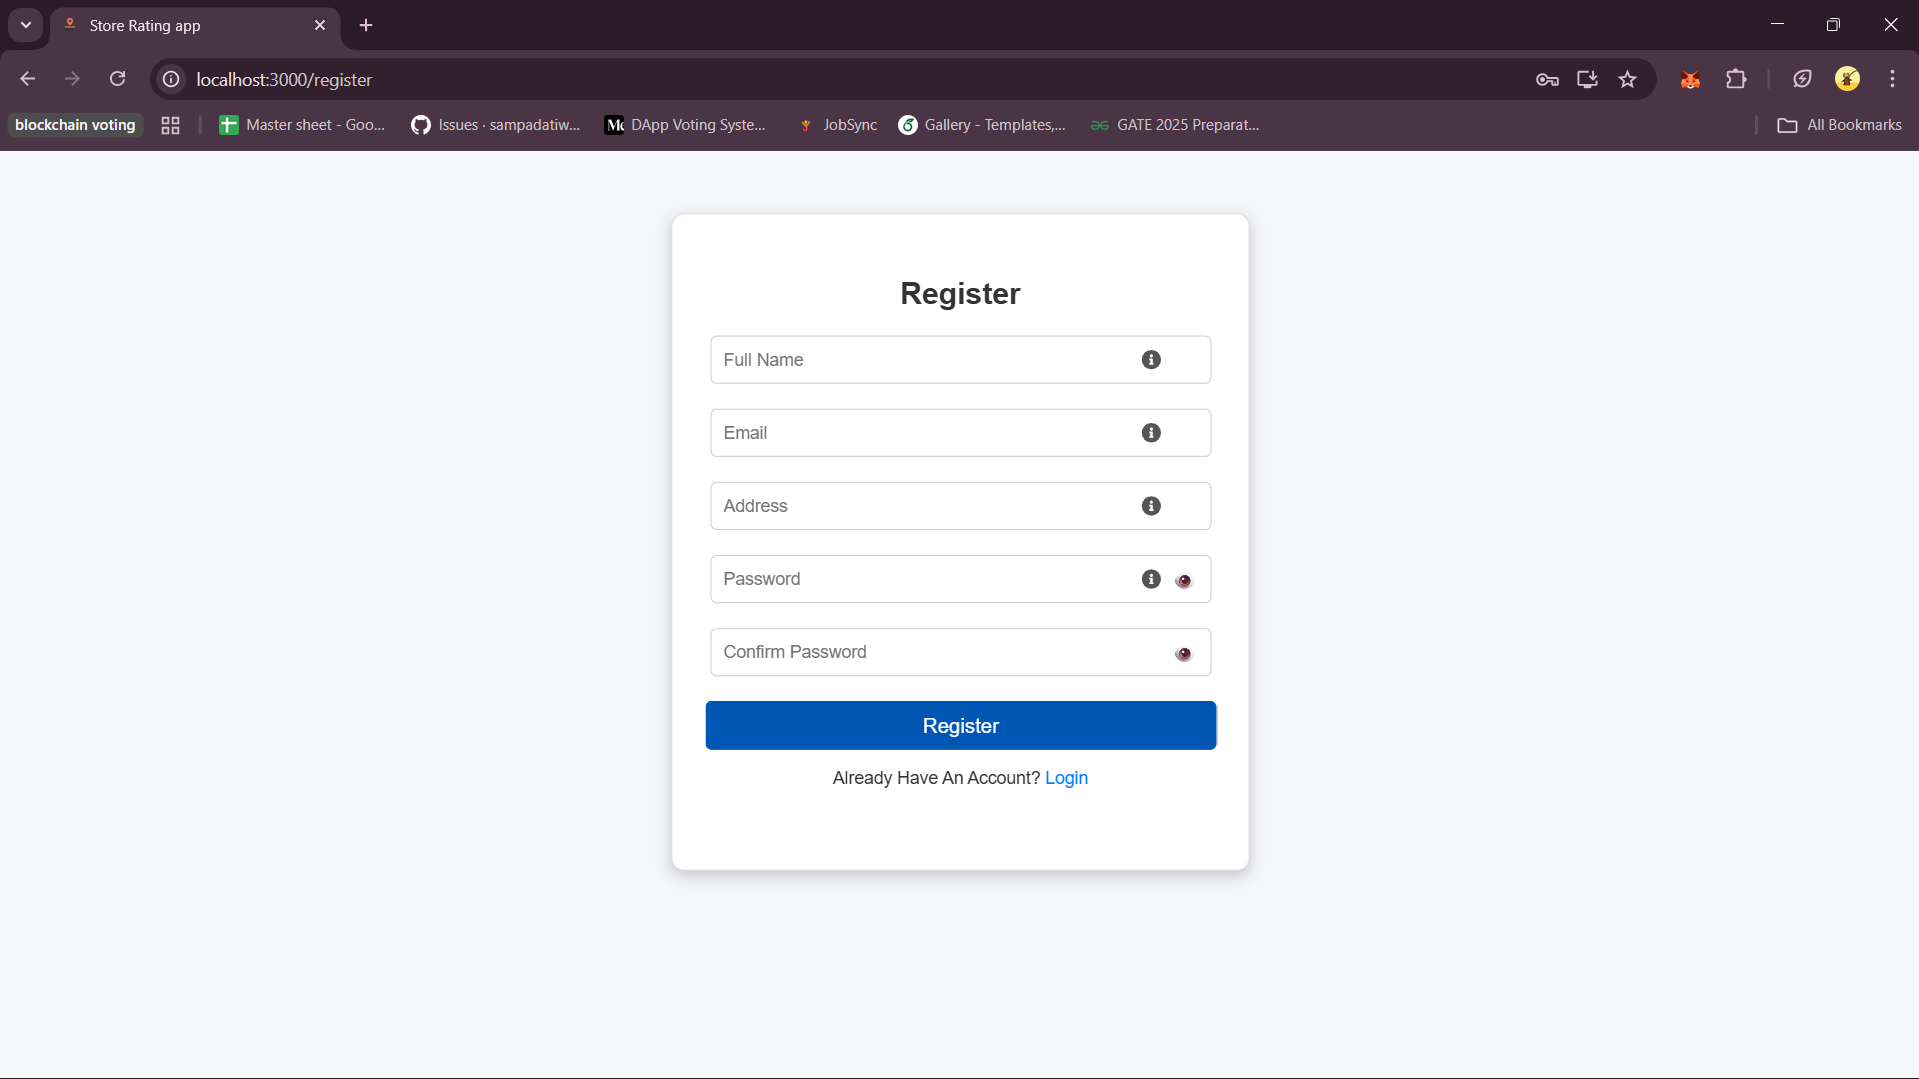 Store Rating app
localhost:3000/register
blockchain voting
Master sheet - Goo...
Issues · sampadatiw...
DApp Voting Syste...
JobSync
Gallery - Templates,...
GATE 2025 Preparat...
All Bookmarks
Register
Full Name
Email
Address
Password
Confirm Password
Register
Already Have An Account? Login